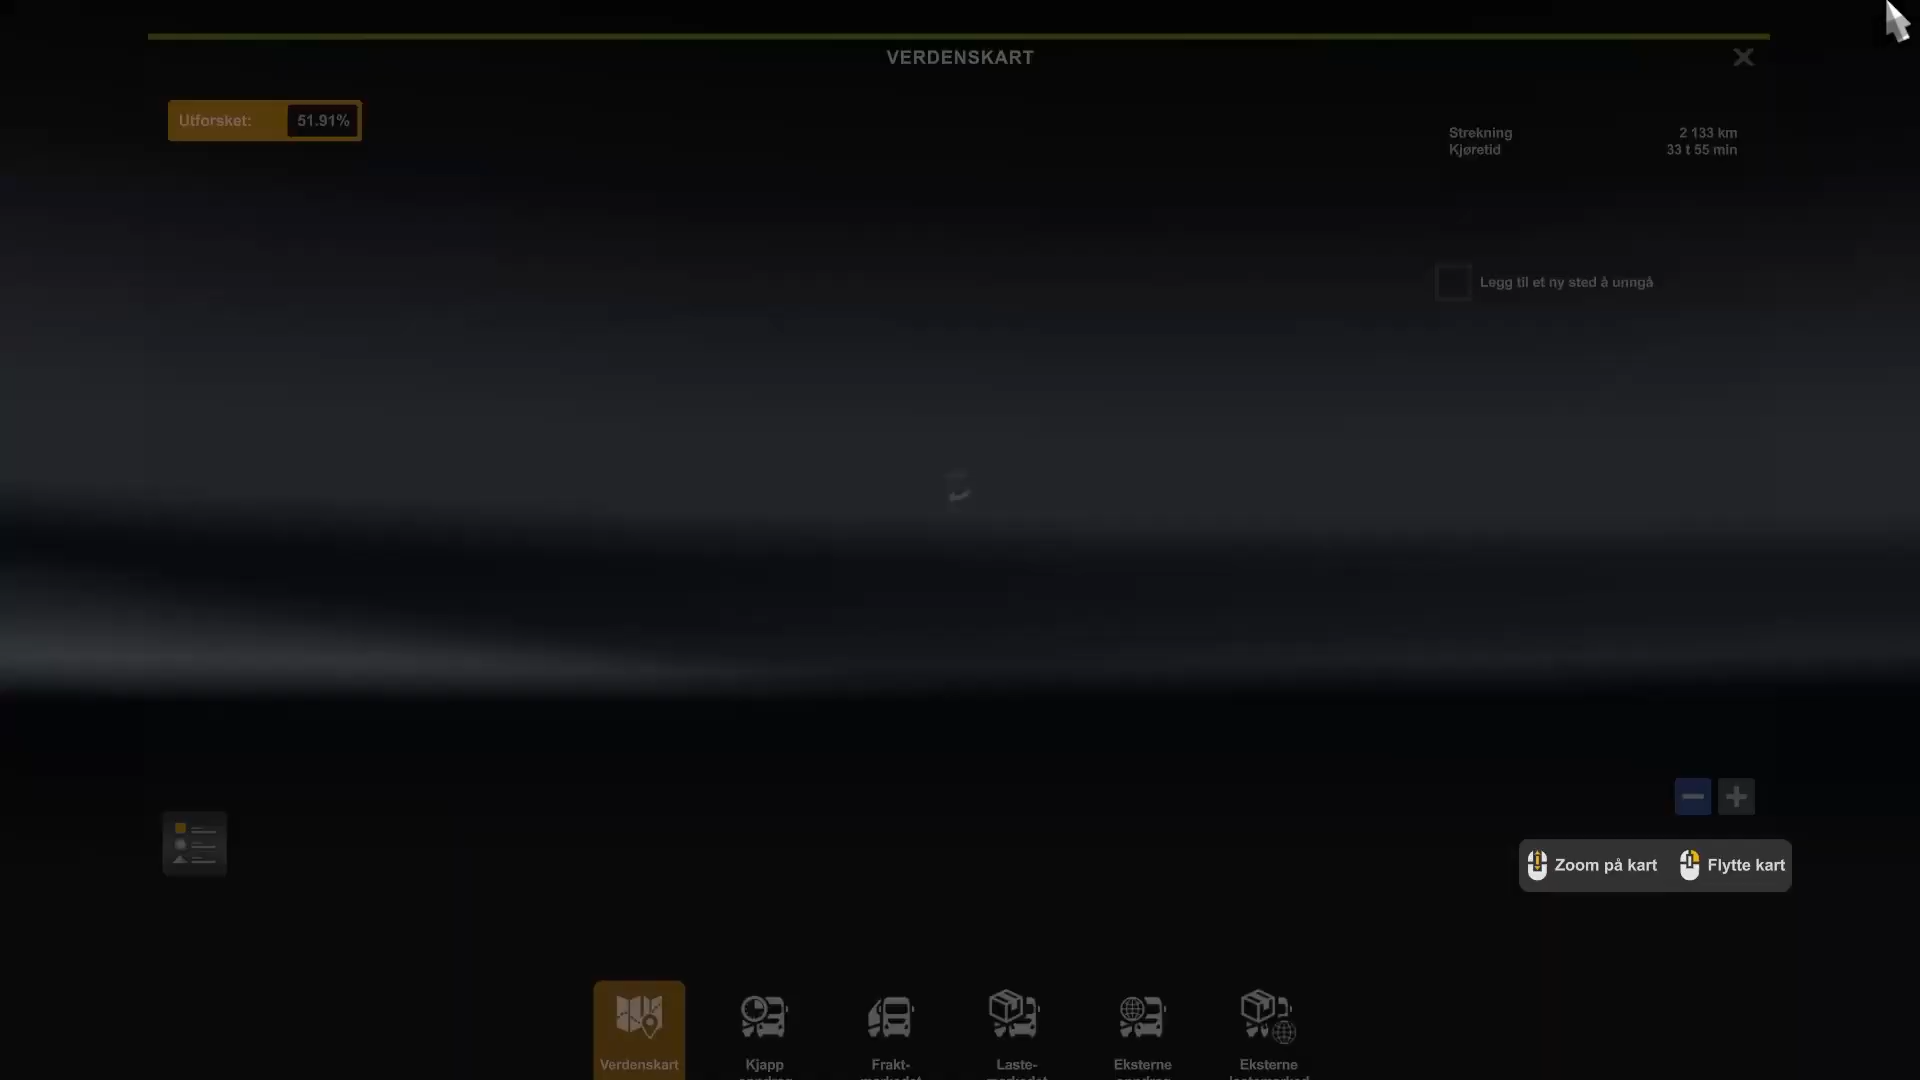 VERDENSKART
Utforsket: 51.91%
Strekning 2 133 km
Kjøretid 33 t 55 min
Legg til et ny sted å unngå
Zoom på kart Flytte kart
Verdenskart
Kjapp
Frakt-
Laste-
Eksterne
Eksterne